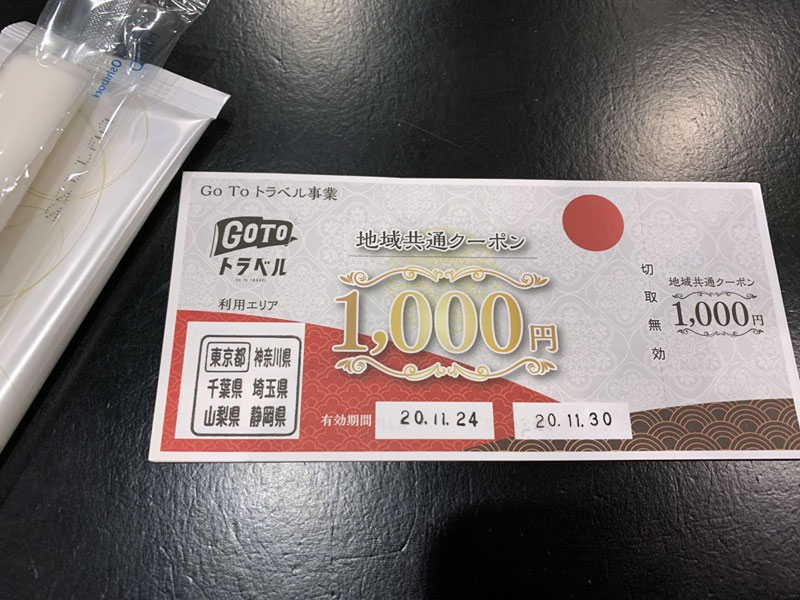 Oshibori
Go To トラベル事業
GOTO
トラベル
GO TO TRAVEL
利用エリア
東京都 神奈川県
千葉県 埼玉県
山梨県 静岡県
地域共通クーポン
1,000円
有効期間 20.11.24 20.11.30
切取無効
地域共通クーポン
1,000円